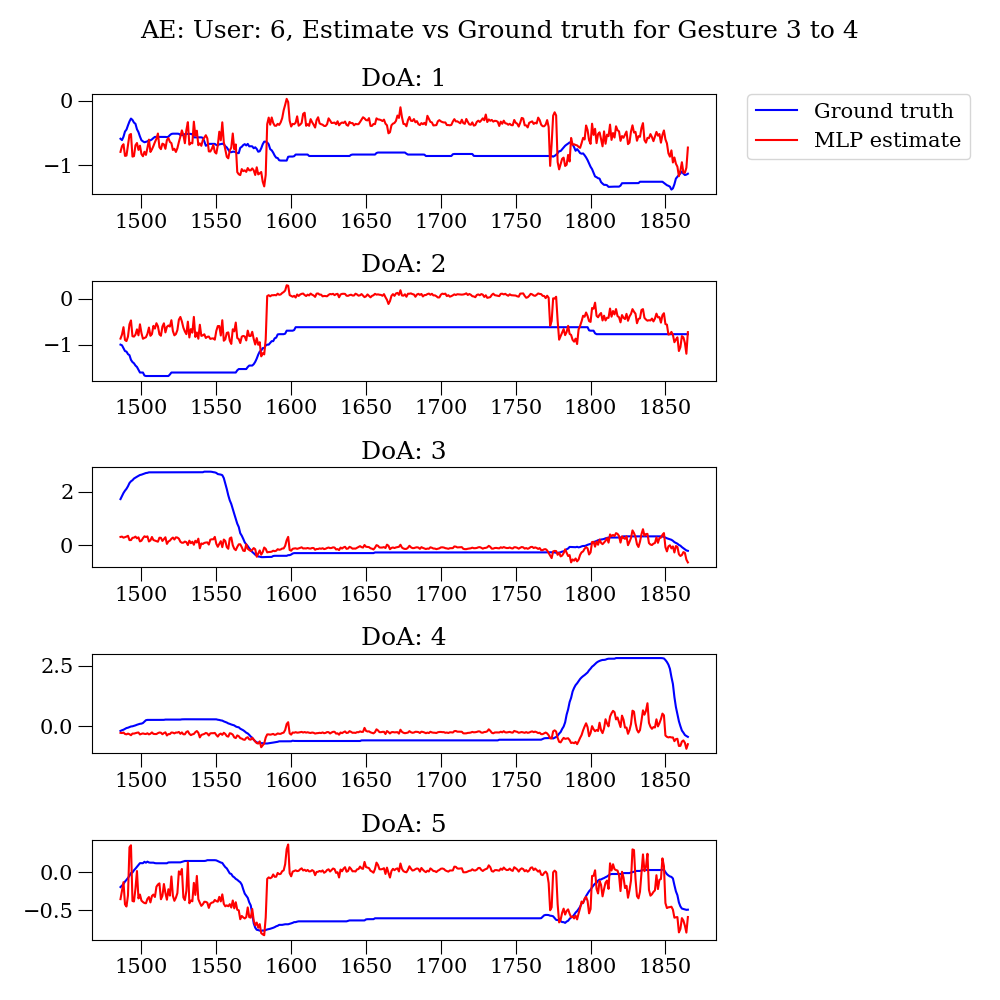 AE: User: 6, Estimate vs Ground truth for Gesture 3 to 4
DoA: 1
Ground truth
MLP estimate
0
−1
1500 1550 1600 1650 1700 1750 1800 1850
DoA: 2
0
−1
1500 1550 1600 1650 1700 1750 1800 1850
DoA: 3
2
0
1500 1550 1600 1650 1700 1750 1800 1850
DoA: 4
2.5
0.0
1500 1550 1600 1650 1700 1750 1800 1850
DoA: 5
0.0
−0.5
1500 1550 1600 1650 1700 1750 1800 1850